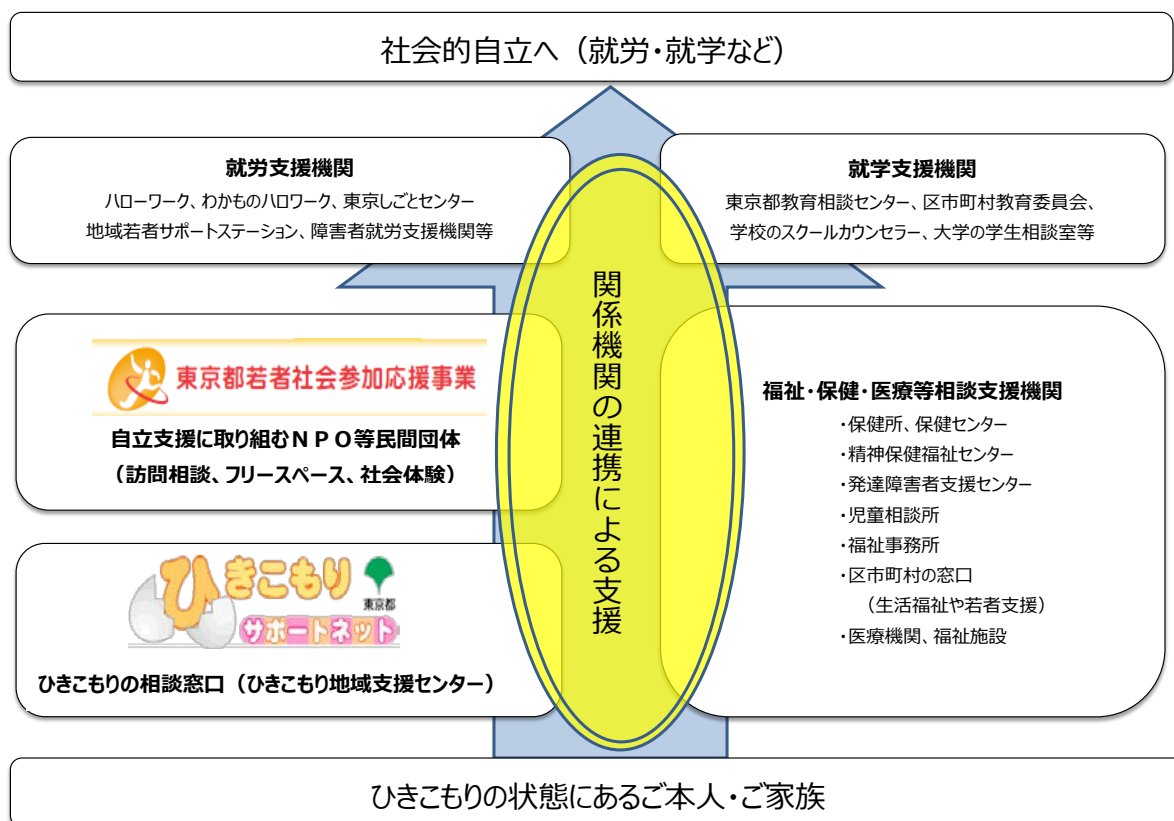 社会的自立へ（就労・就学など）
就労支援機関
ハローワーク、わかものハロワーク、東京しごとセンター
地域若者サポートステーション、障害者就労支援機関等
就学支援機関
東京都教育相談センター、区市町村教育委員会、
学校のスクールカウンセラー、大学の学生相談室等
関係機関の連携による支援
東京都若者社会参加応援事業
自立支援に取り組むＮＰＯ等民間団体
（訪問相談、フリースペース、社会体験）
福祉・保健・医療等相談支援機関
・保健所、保健センター
・精神保健福祉センター
・発達障害者支援センター
・児童相談所
・福祉事務所
・区市町村の窓口
（生活福祉や若者支援）
・医療機関、福祉施設
ひきこもり
東京都
サポートネット
ひきこもりの相談窓口（ひきこもり地域支援センター）
ひきこもりの状態にあるご本人・ご家族